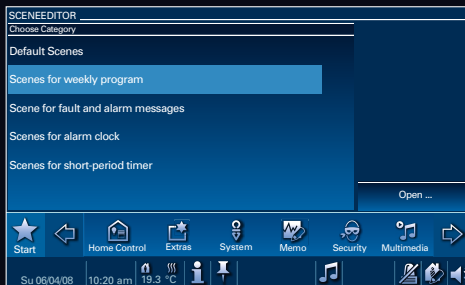 SCENEEDITOR
Choose Category
Default Scenes
Scenes for weekly program
Scene for fault and alarm messages
Scenes for alarm clock
Scenes for short-period timer
Open ...
Start Home Control Extras System Memo Security Multimedia
Su 06/04/08 10:20 am 19.3 °C